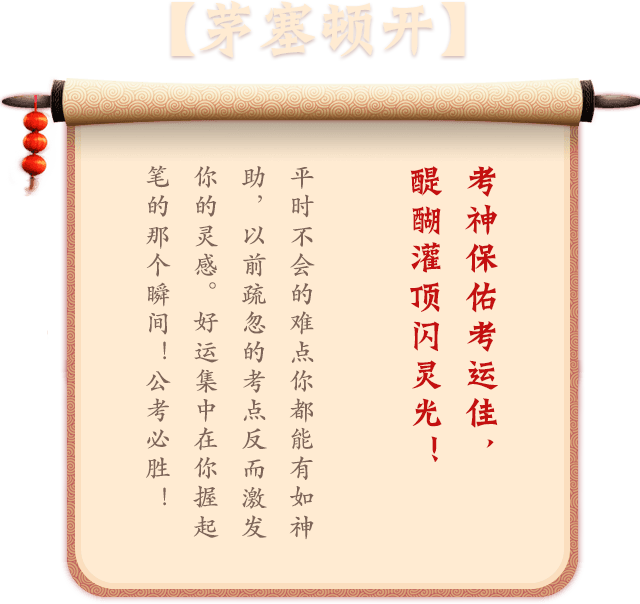 【茅塞顿开】
考神保佑考运佳，
醍醐灌顶闪灵光！
平时不会的难点你都能有如神
助，以前疏忽的考点反而激发
你的灵感。好运集中在你握起
笔的那个瞬间！公考必胜！